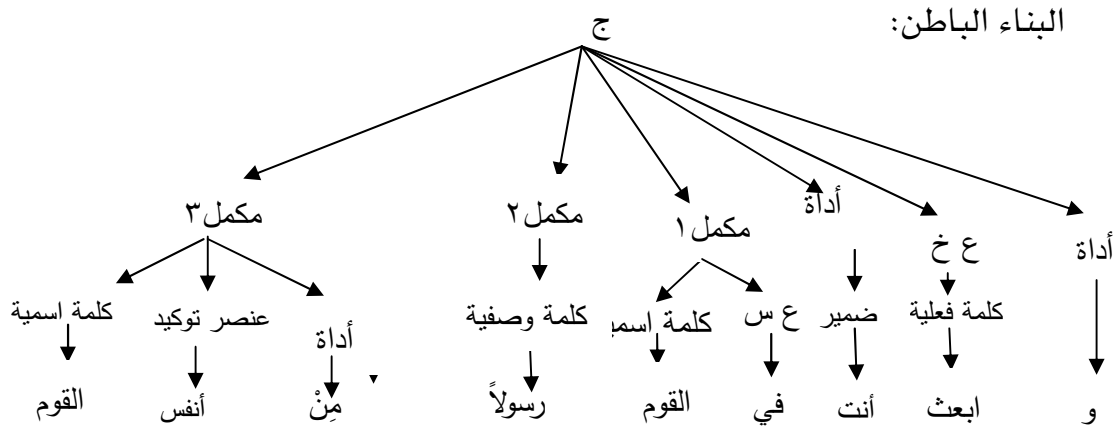 البناء الباطن:
ج
أداة
ع خ
أداة
مكمل١
مكمل٢
مكمل٣
كلمة فعلية
ضمير
ع س
كلمة اسمي
كلمة وصفية
أداة
عنصر توكيد
كلمة اسمية
و
ابعث
أنت
في
القوم
رسولاً
مِنْ
أنفس
القوم